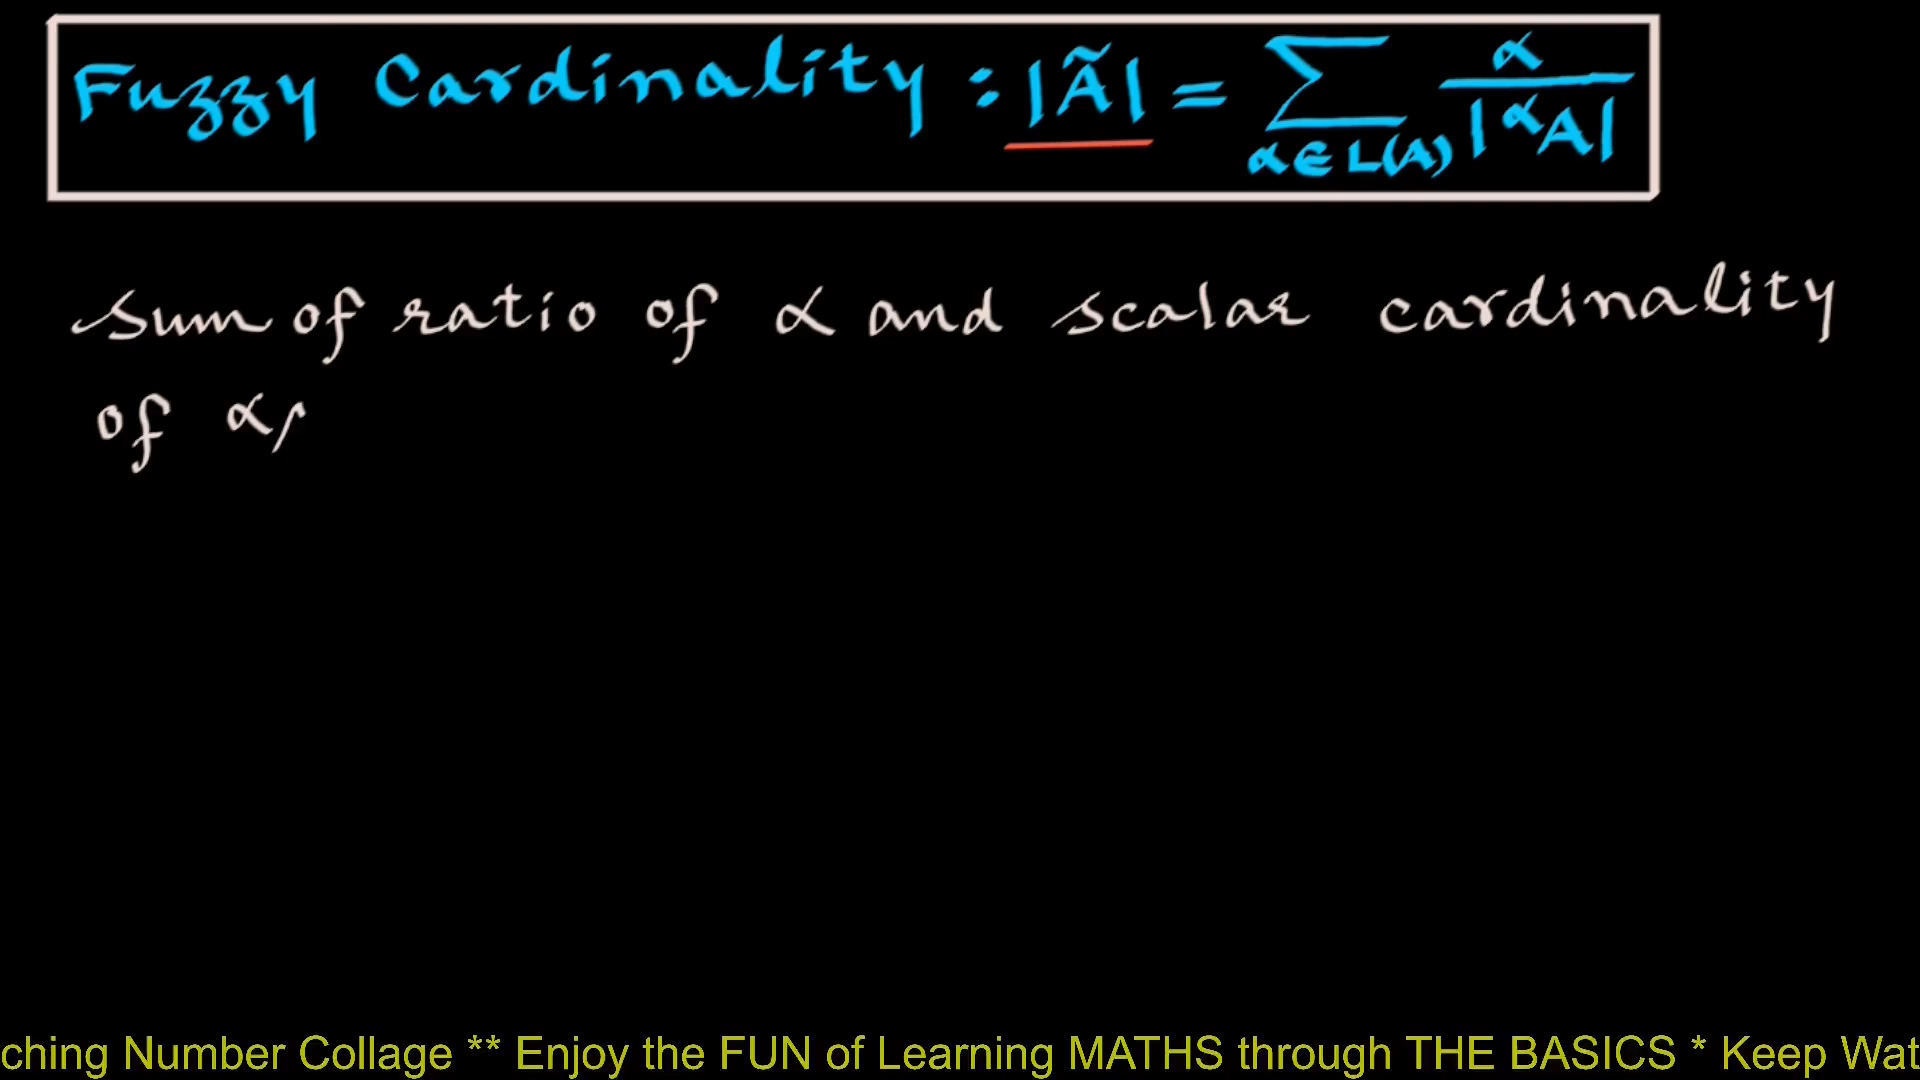 Fuzzy Cardinality : |Ã| = ∑ α∈L(A) α / |αA|
Sum of ratio of α and scalar cardinality
of α
ching Number Collage ** Enjoy the FUN of Learning MATHS through THE BASICS * Keep Wat